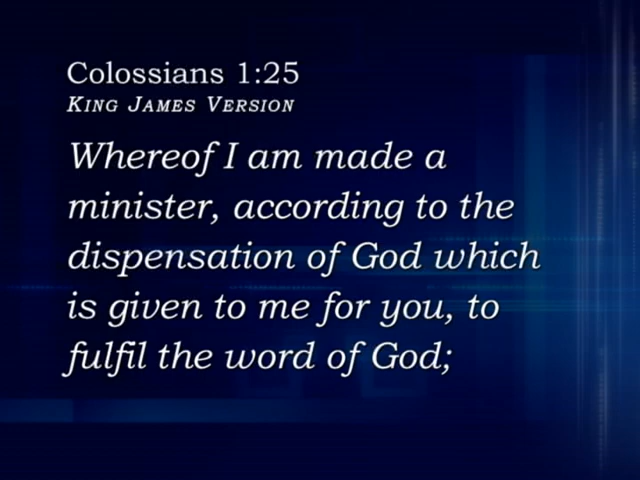 Colossians 1:25
King James Version
Whereof I am made a
minister, according to the
dispensation of God which
is given to me for you, to
fulfil the word of God;